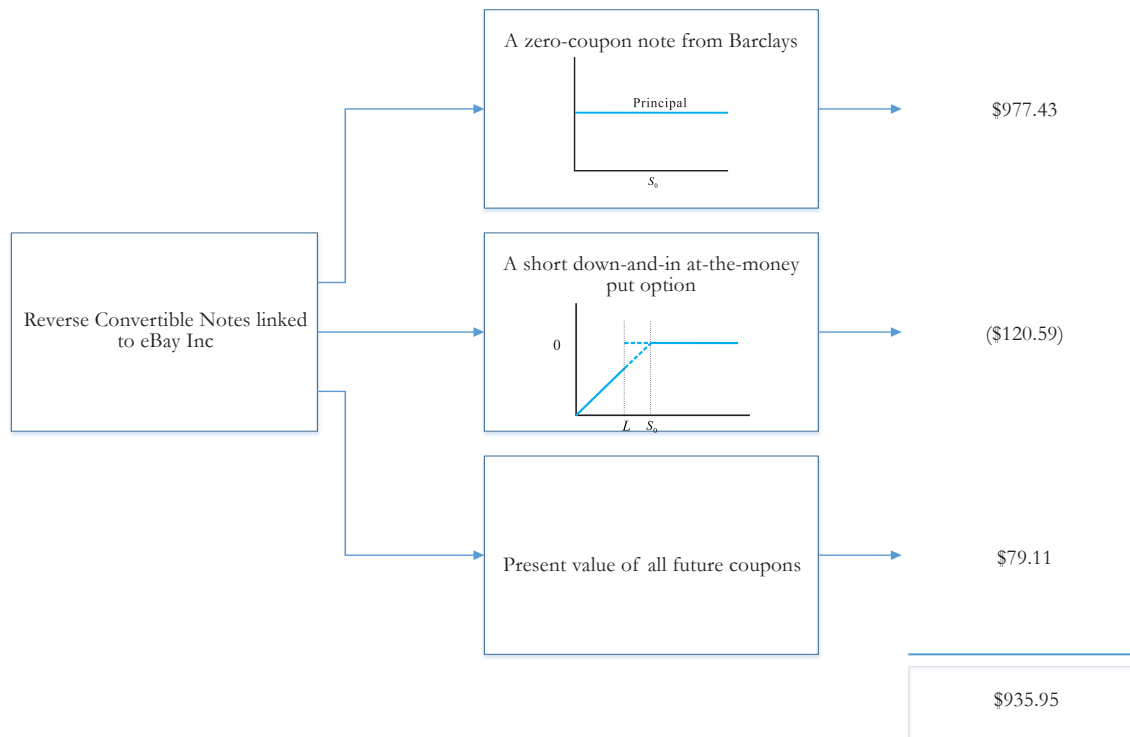 A zero-coupon note from Barclays
Principal
S₀
$977.43
Reverse Convertible Notes linked
to eBay Inc
A short down-and-in at-the-money
put option
0
L S₀
($120.59)
Present value of all future coupons
$79.11
$935.95